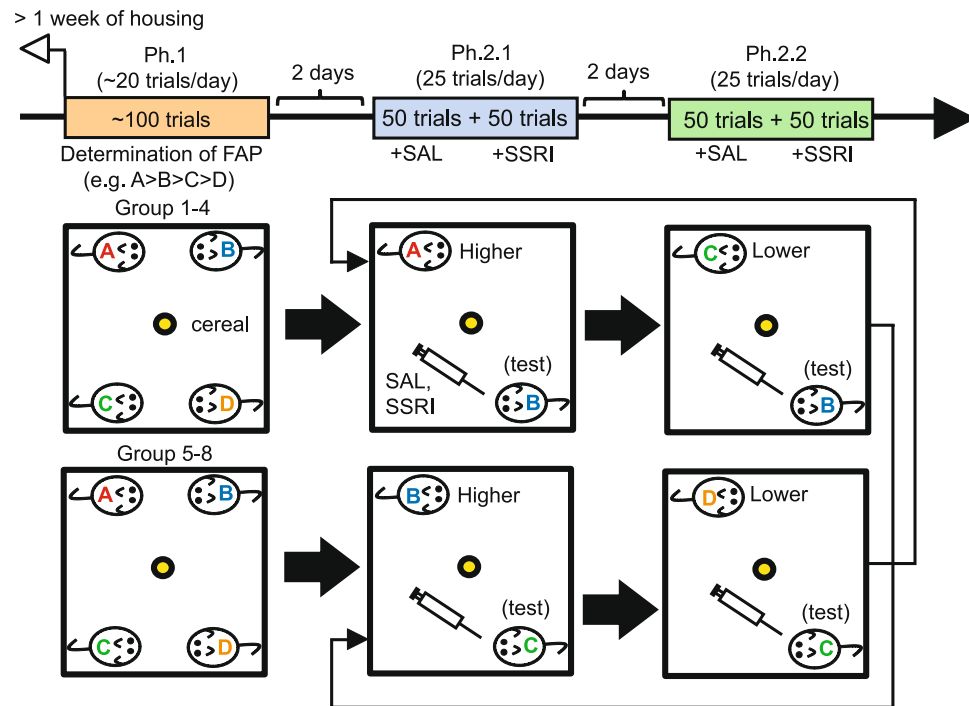 > 1 week of housing
Ph.1
(~20 trials/day)
2 days
Ph.2.1
(25 trials/day)
2 days
Ph.2.2
(25 trials/day)
~100 trials
50 trials + 50 trials
50 trials + 50 trials
Determination of FAP
(e.g. A>B>C>D)
+SAL
+SSRI
+SAL
+SSRI
Group 1-4
A
B
cereal
C
D
A
Higher
SAL,
SSRI
(test)
B
C
Lower
(test)
B
Group 5-8
A
B
C
D
B
Higher
(test)
C
D
Lower
(test)
C